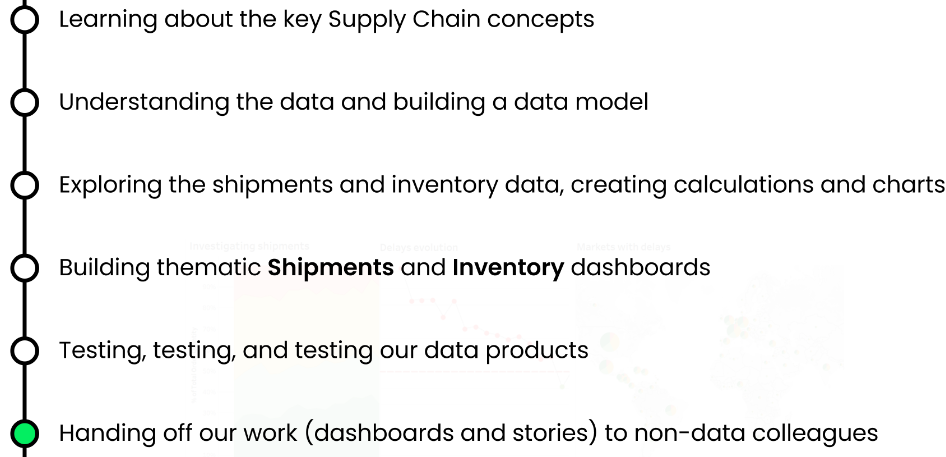 Learning about the key Supply Chain concepts
Understanding the data and building a data model
Exploring the shipments and inventory data, creating calculations and charts
Investigating shipments
Delays evolution
Markets with delays
Building thematic Shipments and Inventory dashboards
Testing, testing, and testing our data products
Handing off our work (dashboards and stories) to non-data colleagues